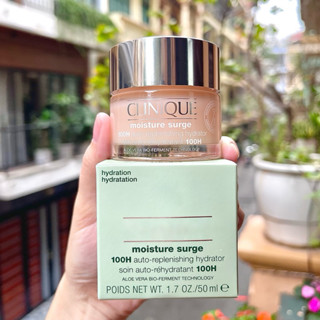 CLINIQUE
moisture surge
100H
hydration
hydratation
moisture surge
100H auto-replenishing hydrator
soin auto-réhydratant 100H
ALOE VERA BIO-FERMENT TECHNOLOGY
POIDS NET WT. 1.7 OZ./50 ml ℮